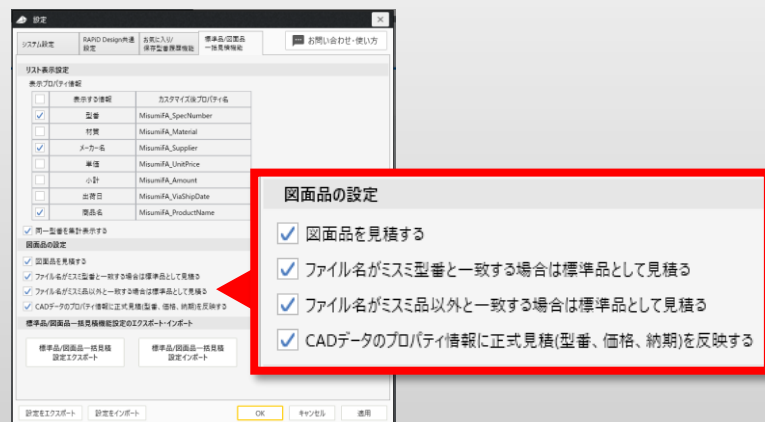 設定
システム設定
RAPiD Design共通
設定
お気に入り/
保存型番履歴機能
標準品/図面品
一括見積機能
お問い合わせ・使い方
リスト表示設定
表示プロパティ情報
表示する情報 カスタマイズ後プロパティ名
型番 MisumiFA_SpecNumber
材質 MisumiFA_Material
メーカー名 MisumiFA_Supplier
単価 MisumiFA_UnitPrice
小計 MisumiFA_Amount
出荷日 MisumiFA_ViaShipDate
商品名 MisumiFA_ProductName
同一型番を集計表示する
図面品の設定
図面品を見積する
ファイル名がミスミ型番と一致する場合は標準品として見積る
ファイル名がミスミ品以外と一致する場合は標準品として見積る
CADデータのプロパティ情報に正式見積(型番、価格、納期)を反映する
標準品/図面品一括見積機能設定のエクスポート・インポート
標準品/図面品一括見積
設定エクスポート
標準品/図面品一括見積
設定インポート
設定をエクスポート
設定をインポート
OK
キャンセル
適用
図面品の設定
図面品を見積する
ファイル名がミスミ型番と一致する場合は標準品として見積る
ファイル名がミスミ品以外と一致する場合は標準品として見積る
CADデータのプロパティ情報に正式見積(型番、価格、納期)を反映する